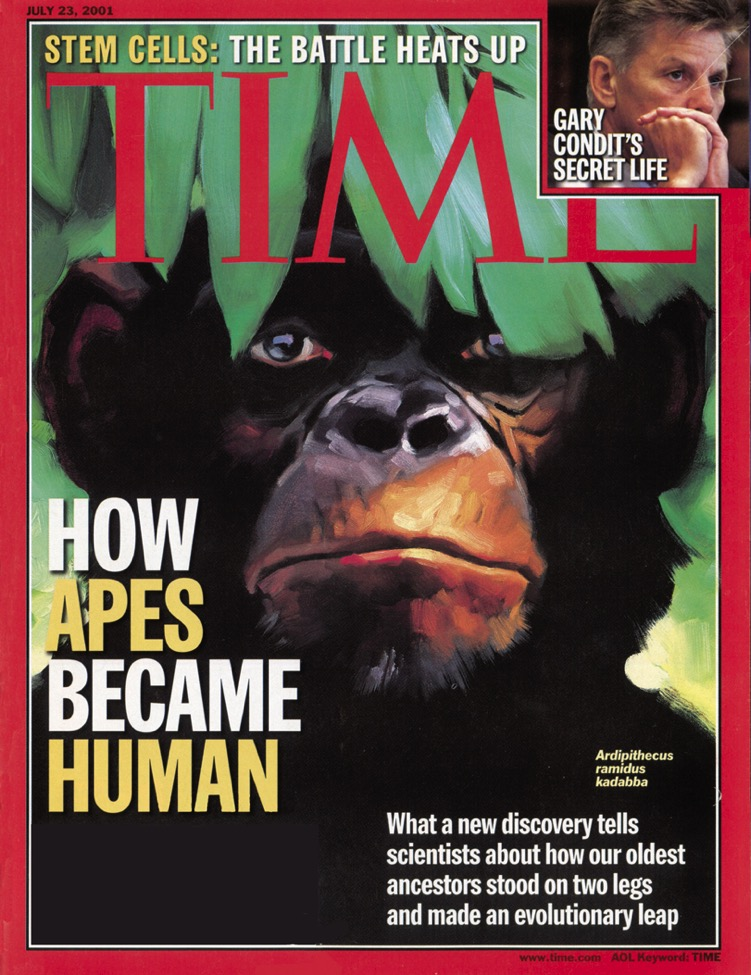 JULY 23, 2001
STEM CELLS: THE BATTLE HEATS UP
TIME
GARY
CONDIT'S
SECRET LIFE
HOW
APES
BECAME
HUMAN
Ardipithecus
ramidus
kadabba
What a new discovery tells
scientists about how our oldest
ancestors stood on two legs
and made an evolutionary leap
www.time.com AOL Keyword: TIME